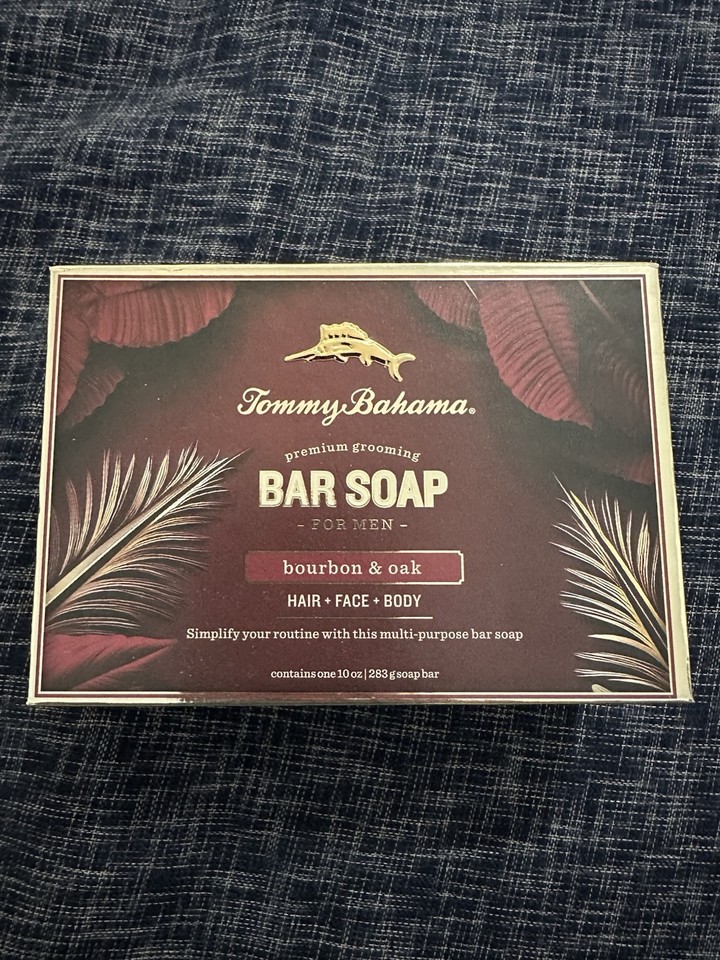 Tommy Bahama®
premium grooming
BAR SOAP
- FOR MEN -
bourbon & oak
HAIR + FACE + BODY
Simplify your routine with this multi-purpose bar soap
contains one 10 oz | 283 g soap bar